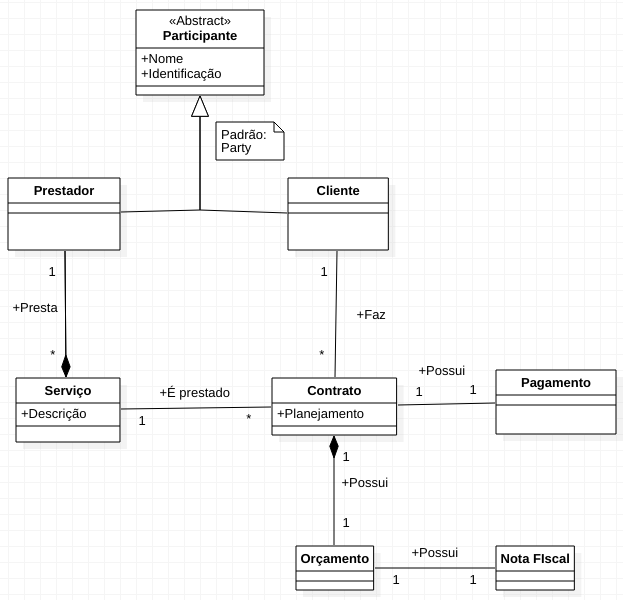 «Abstract»
Participante
+Nome
+Identificação
Padrão:
Party
Prestador
Cliente
1
1
+Presta
+Faz
*
*
Serviço
+Descrição
+É prestado
1
*
Contrato
+Planejamento
+Possui
1
1
Pagamento
1
+Possui
1
Orçamento
+Possui
1
1
Nota FIscal